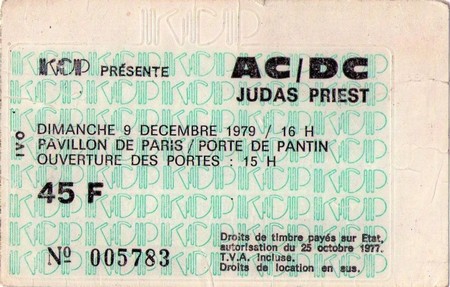 KCP
KCP PRÉSENTE
AC/DC
JUDAS PRIEST
IVO
DIMANCHE 9 DECEMBRE 1979 / 16 H
PAVILLON DE PARIS / PORTE DE PANTIN
OUVERTURE DES PORTES : 15 H
45 F
Nº 005783
Droits de timbre payés sur Etat,
autorisation du 25 octobre 1977.
T.V.A. incluse.
Droits de location en sus.